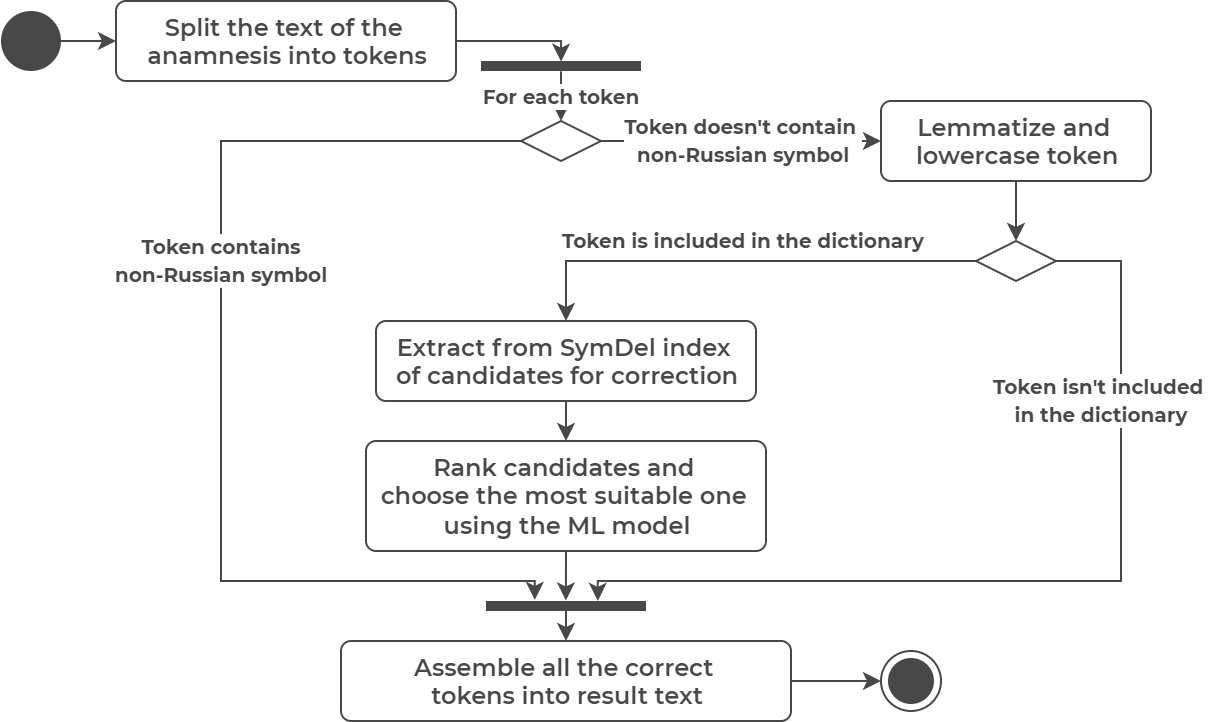 Split the text of the
anamnesis into tokens
For each token
Token doesn't contain
non-Russian symbol
Lemmatize and
lowercase token
Token contains
non-Russian symbol
Token is included in the dictionary
Extract from SymDel index
of candidates for correction
Token isn't included
in the dictionary
Rank candidates and
choose the most suitable one
using the ML model
Assemble all the correct
tokens into result text